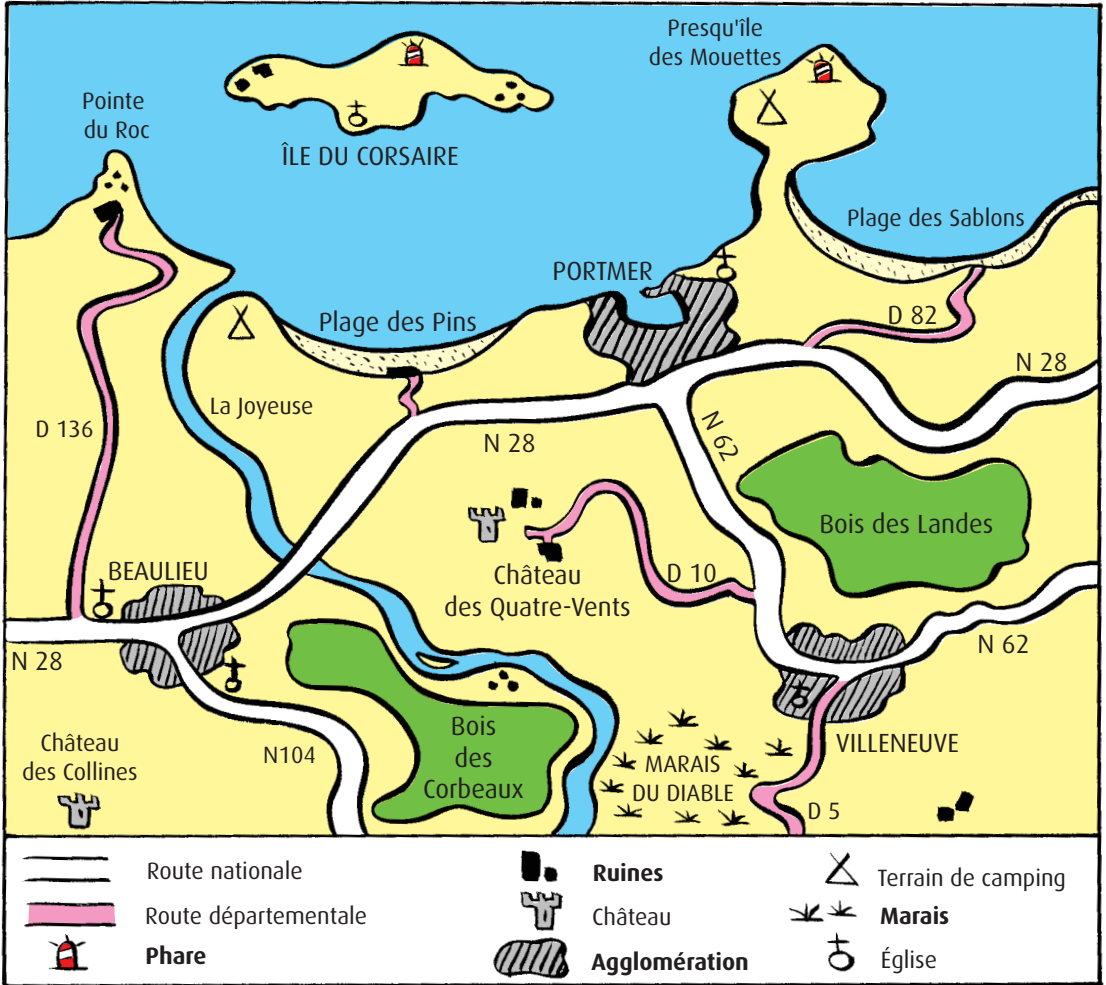 Presqu'île
des Mouettes
Pointe
du Roc
ÎLE DU CORSAIRE
Plage des Sablons
PORTMER
Plage des Pins
D 82
N 28
La Joyeuse
D 136
N 28
N 62
Bois des Landes
BEAULIEU
Château
des Quatre-Vents
D 10
N 28
N 62
Château
des Collines
N104
Bois
des
Corbeaux
MARAIS
DU DIABLE
VILLENEUVE
D 5
Route nationale
Route départementale
Phare
Ruines
Château
Agglomération
Terrain de camping
Marais
Église